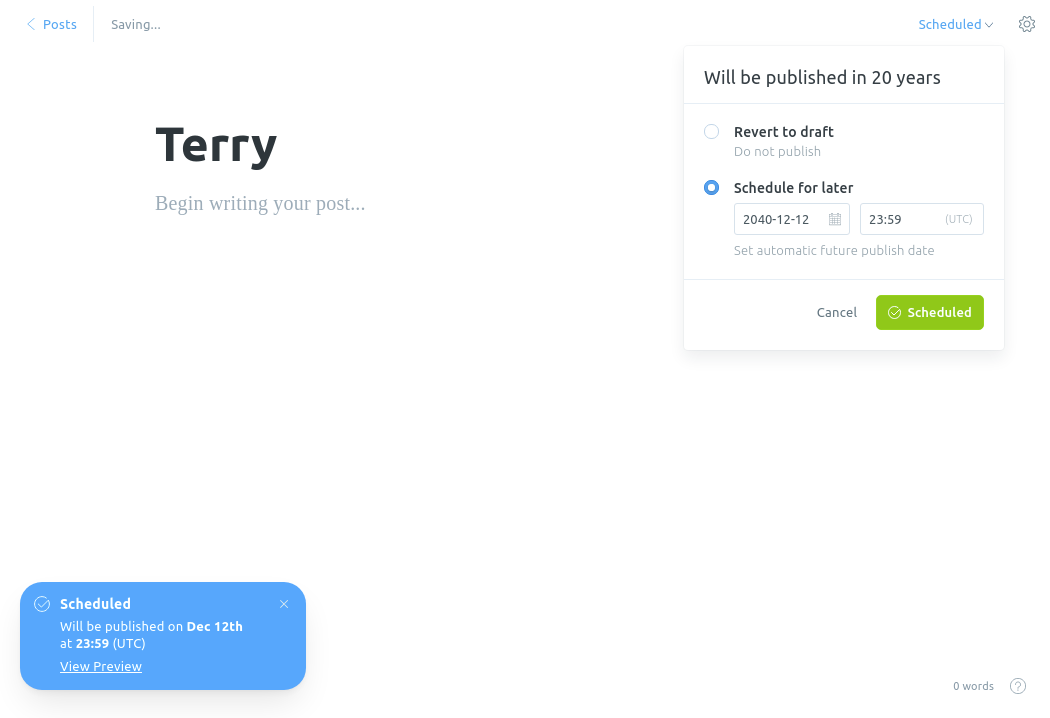 Posts
Saving...
Scheduled
Will be published in 20 years
Terry
Revert to draft
Do not publish
Begin writing your post...
Schedule for later
2040-12-12
23:59 (UTC)
Set automatic future publish date
Cancel
Scheduled
Scheduled
Will be published on Dec 12th
at 23:59 (UTC)
View Preview
0 words
?